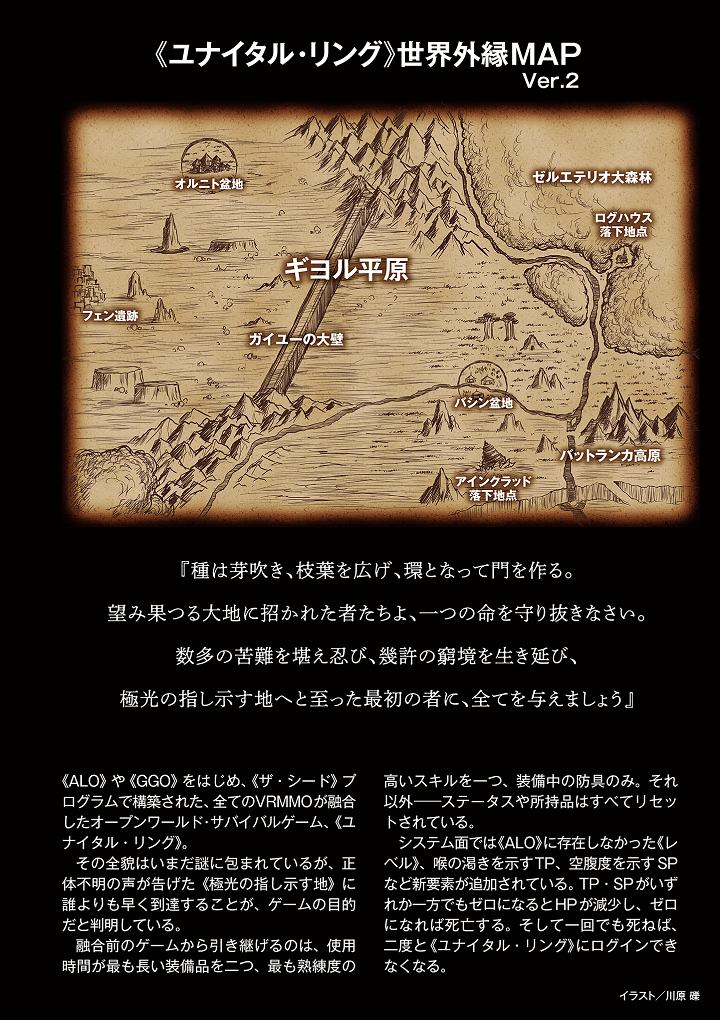 《ユナイタル・リング》世界外縁MAP
Ver.2
オルニト盆地
ゼルエテリオ大森林
ログハウス
落下地点
ギヨル平原
フェン遺跡
ガイユーの大壁
バシン盆地
バットランカ高原
アインクラッド
落下地点
『種は芽吹き、枝葉を広げ、環となって門を作る。
望み果つる大地に招かれた者たちよ、一つの命を守り抜きなさい。
数多の苦難を堪え忍び、幾許の窮境を生き延び、
極光の指し示す地へと至った最初の者に、全てを与えましょう』
《ALO》や《GGO》をはじめ、《ザ・シード》プ
ログラムで構築された、全てのVRMMOが融合
したオープンワールド・サバイバルゲーム、《ユ
ナイタル・リング》。
その全貌はいまだ謎に包まれているが、正
体不明の声が告げた《極光の指し示す地》に
誰よりも早く到達することが、ゲームの目的
だと判明している。
融合前のゲームから引き継げるのは、使用
時間が最も長い装備品を二つ、最も熟練度の
高いスキルを一つ、装備中の防具のみ。それ
以外――ステータスや所持品はすべてリセッ
トされている。
システム面では《ALO》に存在しなかった《レ
ベル》、喉の渇きを示すTP、空腹度を示すSP
など新要素が追加されている。TP・SPがいず
れか一方でもゼロになるとHPが減少し、ゼロ
になれば死亡する。そして一回でも死ねば、
二度と《ユナイタル・リング》にログインでき
なくなる。
イラスト／川原 礫